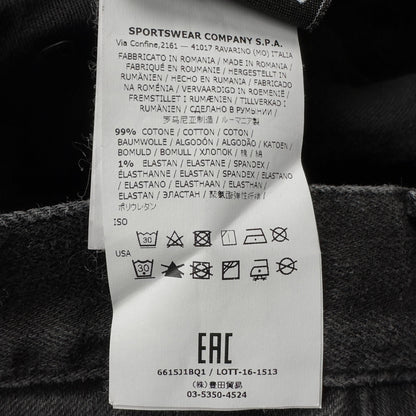 SPORTSWEAR COMPANY S.P.A.
Via Confine,2161 — 41017 RAVARINO (MO) ITALIA
FABBRICATO IN ROMANIA / MADE IN ROMANIA /
FABRIQUÉ EN ROUMANIE / HERGESTELLT IN
RUMÄNIEN / HECHO EN RUMANIA / FABRICADO
NA ROMÉNIA / VERVAARDIGD IN ROEMENIE /
FREMSTILLET I RUMÆNIEN / TILLVERKAD I
RUMÄNIEN / СДЕЛАНО В РУМЫНИИ /
罗马尼亚制造 / ルーマニア製
99% COTONE / COTTON / COTON /
BAUMWOLLE / ALGODÓN / ALGODÃO / KATOEN /
BOMULD / BOMULL / ХЛОПОК / 棉 / 綿
1% ELASTAN / ELASTANE / SPANDEX /
ÉLASTHANNE / ELASTAN / SPANDEX / ELASTANO
/ ELASTANO / ELASTHAAN / ELASTHAN /
ELASTAN / ЭЛАСТАН / 聚氨酯弹性纤维 /
ポリウレタン
ISO
30
USA
30
EAC
6615J1BQ1 / LOTT-16-1513
(株)豊田貿易
03-5350-4524